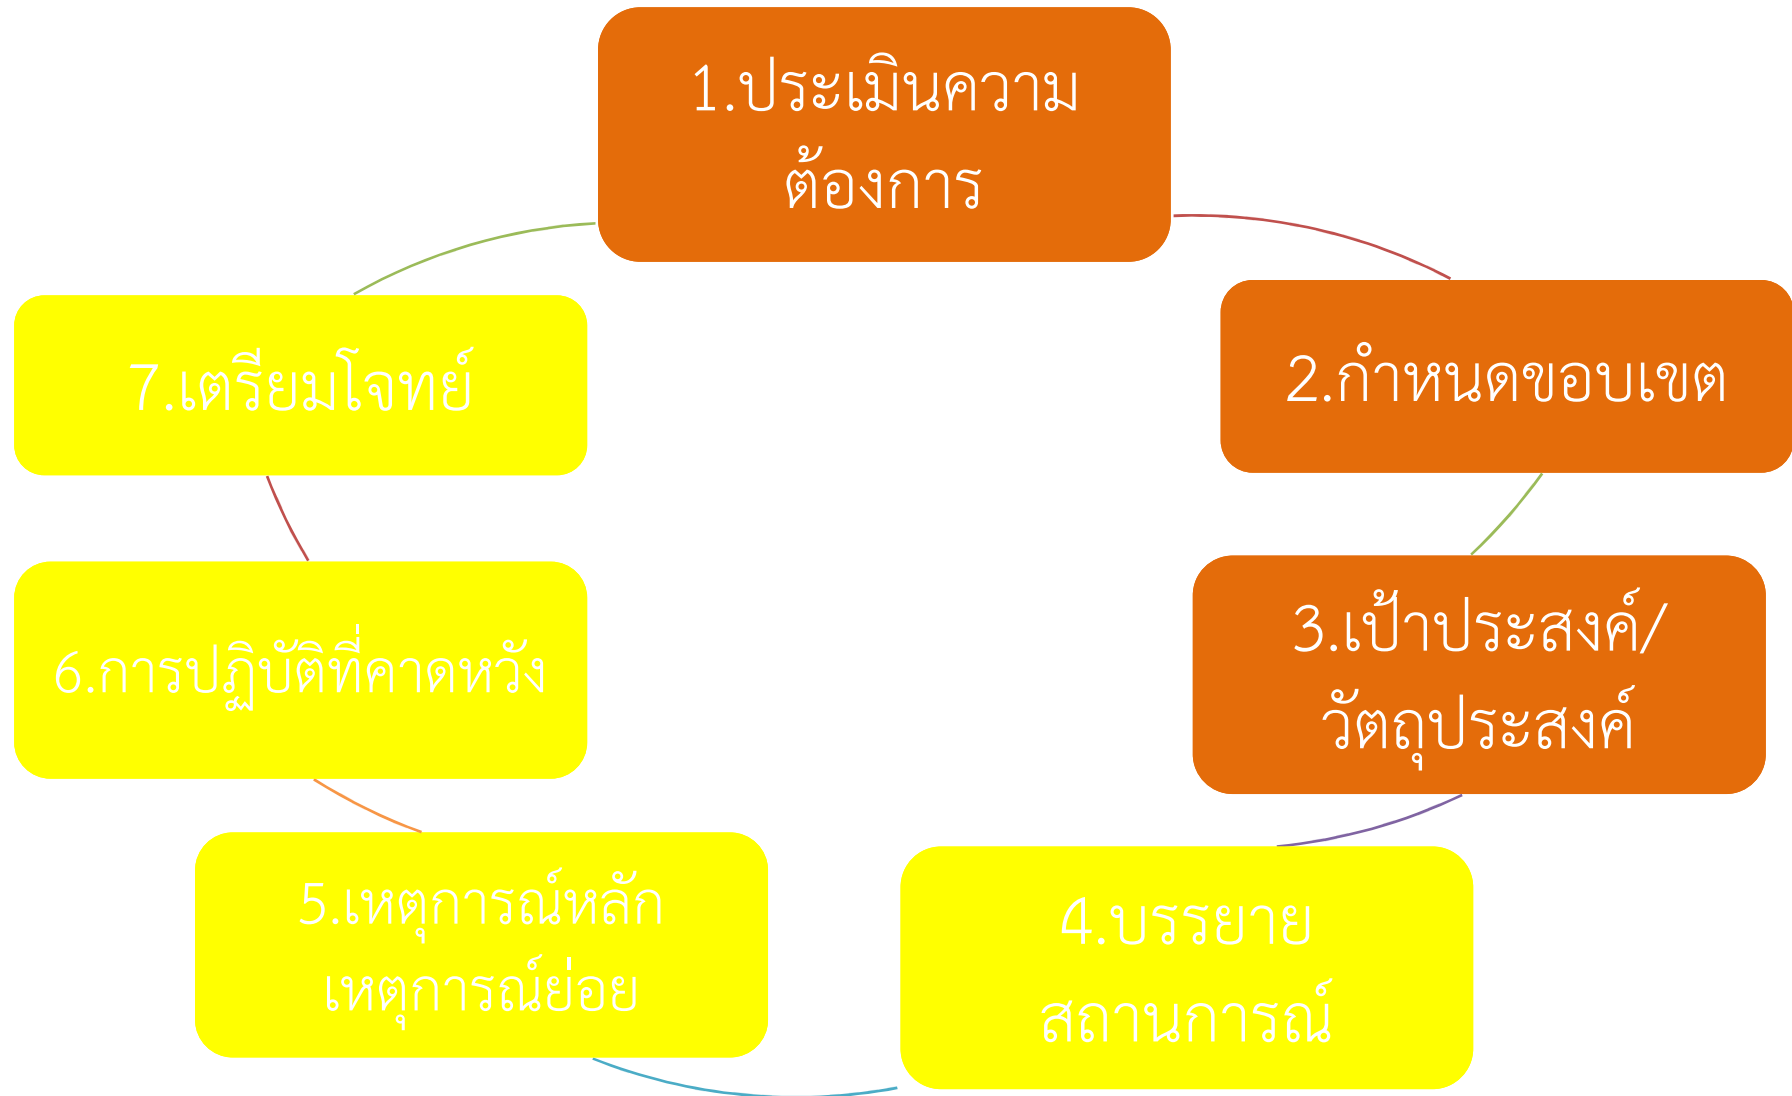 1.ประเมินความ
ต้องการ
2.กำหนดขอบเขต
3.เป้าประสงค์/
วัตถุประสงค์
4.บรรยาย
สถานการณ์
5.เหตุการณ์หลัก
เหตุการณ์ย่อย
6.การปฏิบัติที่คาดหวัง
7.เตรียมโจทย์